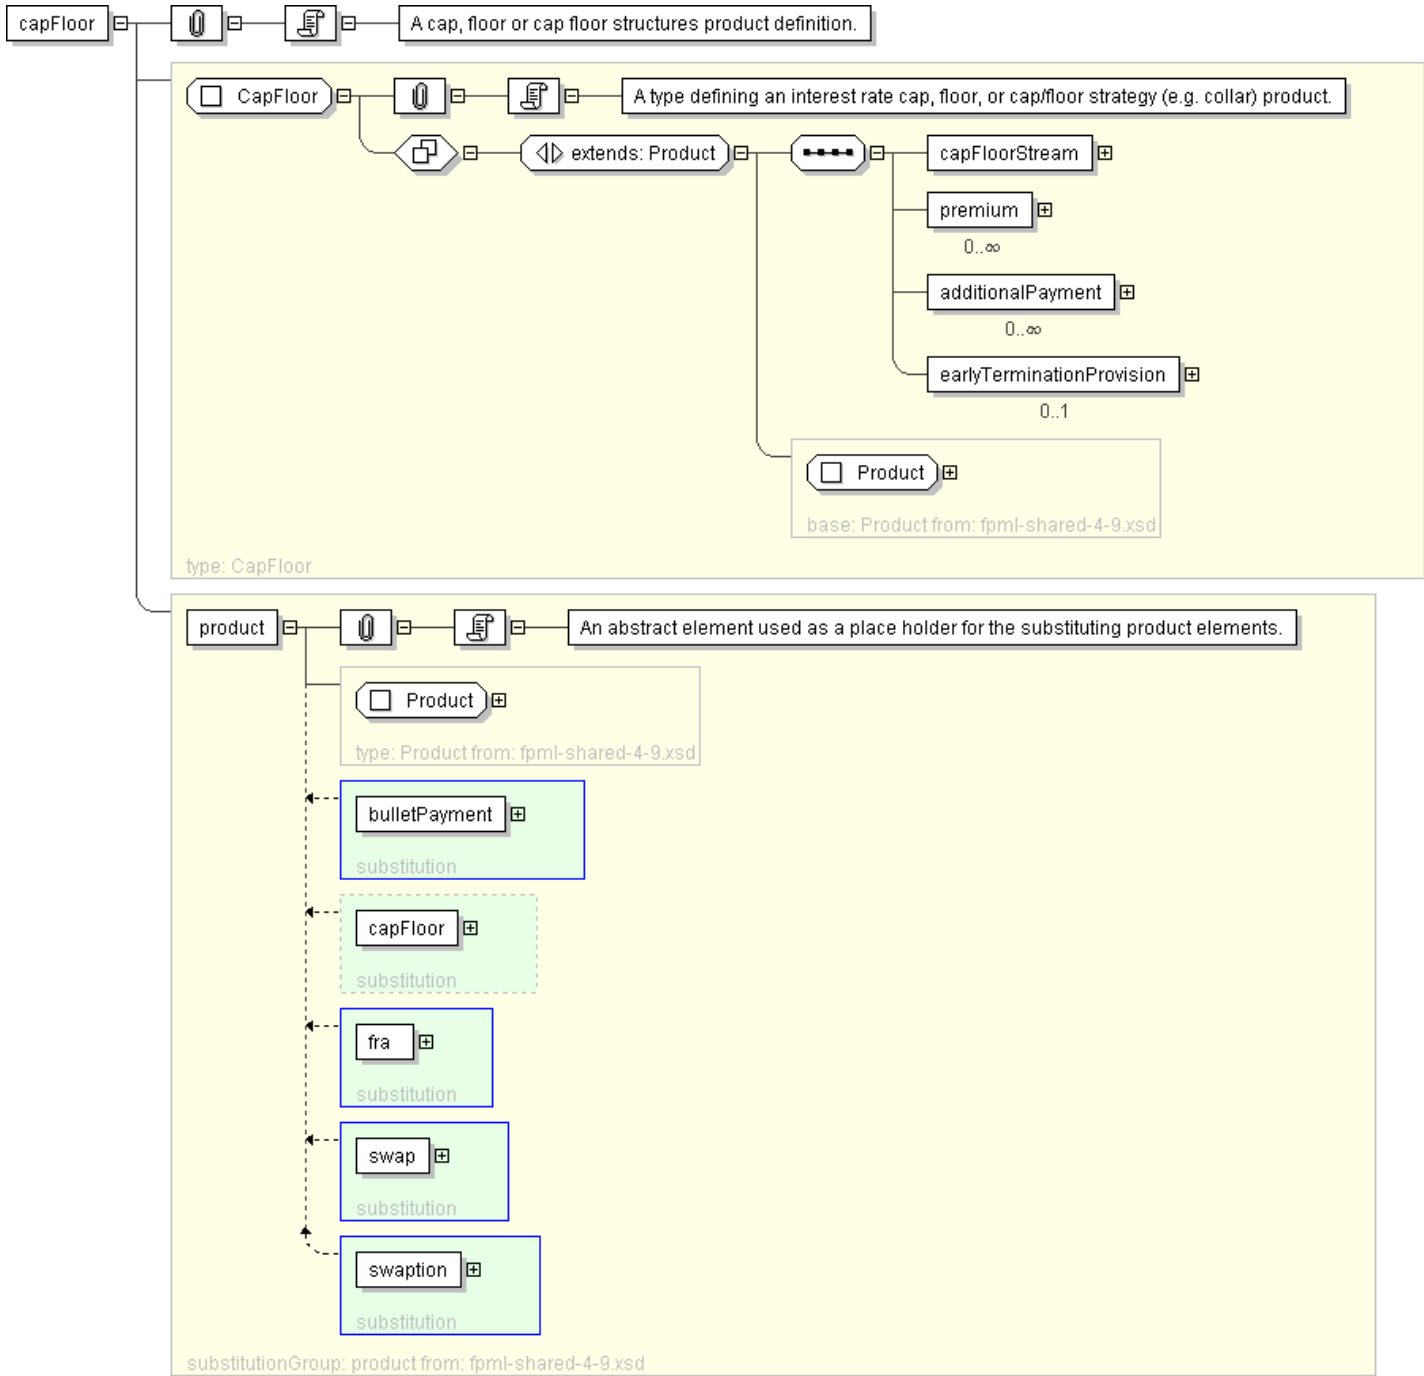 capFloor
A cap, floor or cap floor structures product definition.
CapFloor
A type defining an interest rate cap, floor, or cap/floor strategy (e.g. collar) product.
extends: Product
capFloorStream
premium
0..∞
additionalPayment
0..∞
earlyTerminationProvision
0..1
Product
base: Product from: fpml-shared-4-9.xsd
type: CapFloor
product
An abstract element used as a place holder for the substituting product elements.
Product
type: Product from: fpml-shared-4-9.xsd
bulletPayment
substitution
capFloor
substitution
fra
substitution
swap
substitution
swaption
substitution
substitutionGroup: product from: fpml-shared-4-9.xsd